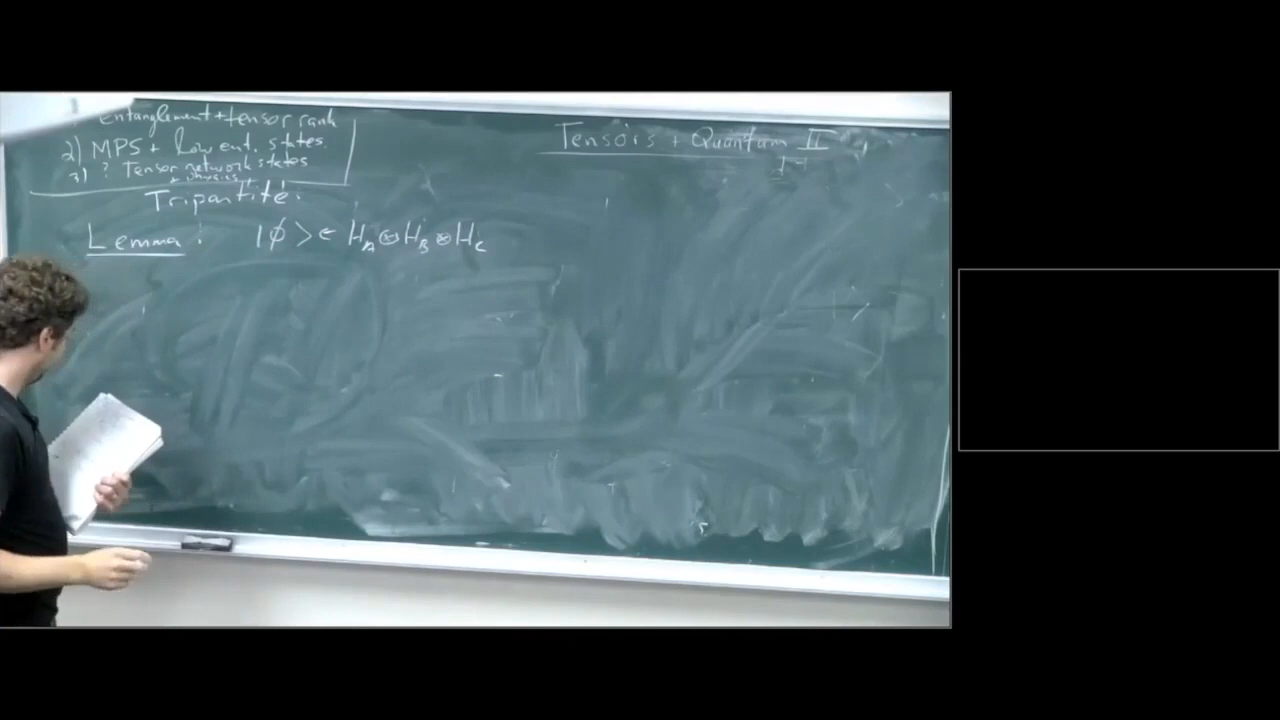 entanglement + tensor rank
2) MPS + Low ent. states.
3) ? Tensor network states
+ physics
Tripartite:
Lemma: |ϕ> ∈ H_A ⊗ H_B ⊗ H_C
Tensors + Quantum II